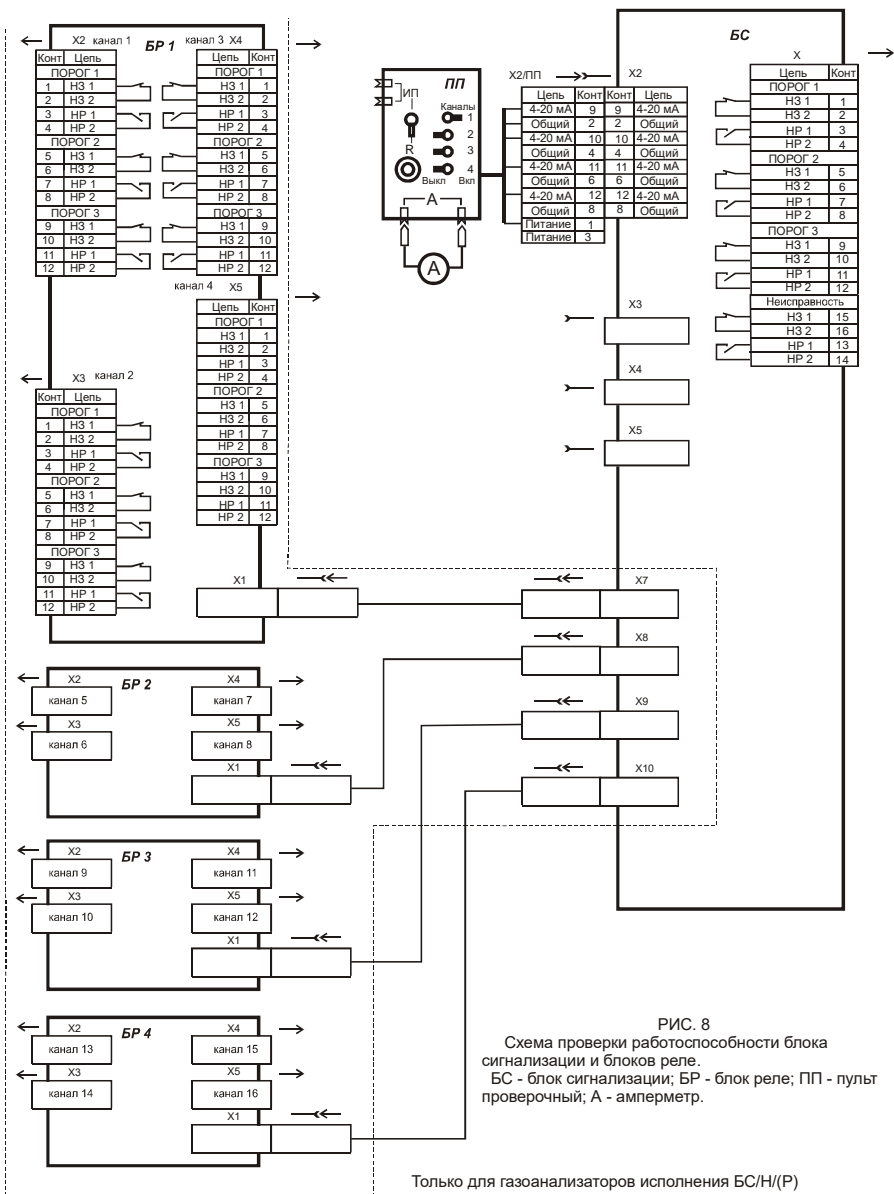 БР 1
X2 канал 1
Конт Цепь
ПОРОГ 1
1 НЗ 1
2 НЗ 2
3 НР 1
4 НР 2
ПОРОГ 2
5 НЗ 1
6 НЗ 2
7 НР 1
8 НР 2
ПОРОГ 3
9 НЗ 1
10 НЗ 2
11 НР 1
12 НР 2
канал 3 X4
Цепь Конт
ПОРОГ 1
НЗ 1 1
НЗ 2 2
НР 1 3
НР 2 4
ПОРОГ 2
НЗ 1 5
НЗ 2 6
НР 1 7
НР 2 8
ПОРОГ 3
НЗ 1 9
НЗ 2 10
НР 1 11
НР 2 12
канал 4 X5
Цепь Конт
ПОРОГ 1
НЗ 1 1
НЗ 2 2
НР 1 3
НР 2 4
ПОРОГ 2
НЗ 1 5
НЗ 2 6
НР 1 7
НР 2 8
ПОРОГ 3
НЗ 1 9
НЗ 2 10
НР 1 11
НР 2 12
X3 канал 2
Конт Цепь
ПОРОГ 1
1 НЗ 1
2 НЗ 2
3 НР 1
4 НР 2
ПОРОГ 2
5 НЗ 1
6 НЗ 2
7 НР 1
8 НР 2
ПОРОГ 3
9 НЗ 1
10 НЗ 2
11 НР 1
12 НР 2
X1
ПП
ИП
Каналы
1
2
3
4
R
Выкл Вкл
А
А
X2/ПП X2
Цепь Конт Конт Цепь
4-20 мА 9 9 4-20 мА
Общий 2 2 Общий
4-20 мА 10 10 4-20 мА
Общий 4 4 Общий
4-20 мА 11 11 4-20 мА
Общий 6 6 Общий
4-20 мА 12 12 4-20 мА
Общий 8 8 Общий
Питание 1
Питание 3
БС
X
Цепь Конт
ПОРОГ 1
НЗ 1 1
НЗ 2 2
НР 1 3
НР 2 4
ПОРОГ 2
НЗ 1 5
НЗ 2 6
НР 1 7
НР 2 8
ПОРОГ 3
НЗ 1 9
НЗ 2 10
НР 1 11
НР 2 12
Неисправность
НЗ 1 15
НЗ 2 16
НР 1 13
НР 2 14
X3
X4
X5
X7
X8
X9
X10
БР 2
X2 X4
канал 5 канал 7
X3 X5
канал 6 канал 8
X1
БР 3
X2 X4
канал 9 канал 11
X3 X5
канал 10 канал 12
X1
БР 4
X2 X4
канал 13 канал 15
X3 X5
канал 14 канал 16
X1
РИС. 8
Схема проверки работоспособности блока
сигнализации и блоков реле.
БС - блок сигнализации; БР - блок реле; ПП - пульт
проверочный; А - амперметр.
Только для газоанализаторов исполнения БС/Н/(Р)